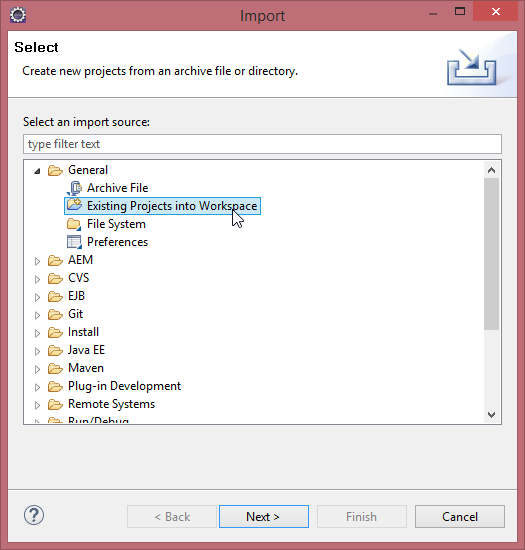 Import
Select
Create new projects from an archive file or directory.
Select an import source:
type filter text
General
Archive File
Existing Projects into Workspace
File System
Preferences
AEM
CVS
EJB
Git
Install
Java EE
Maven
Plug-in Development
Remote Systems
Run/Debug
?
< Back
Next >
Finish
Cancel